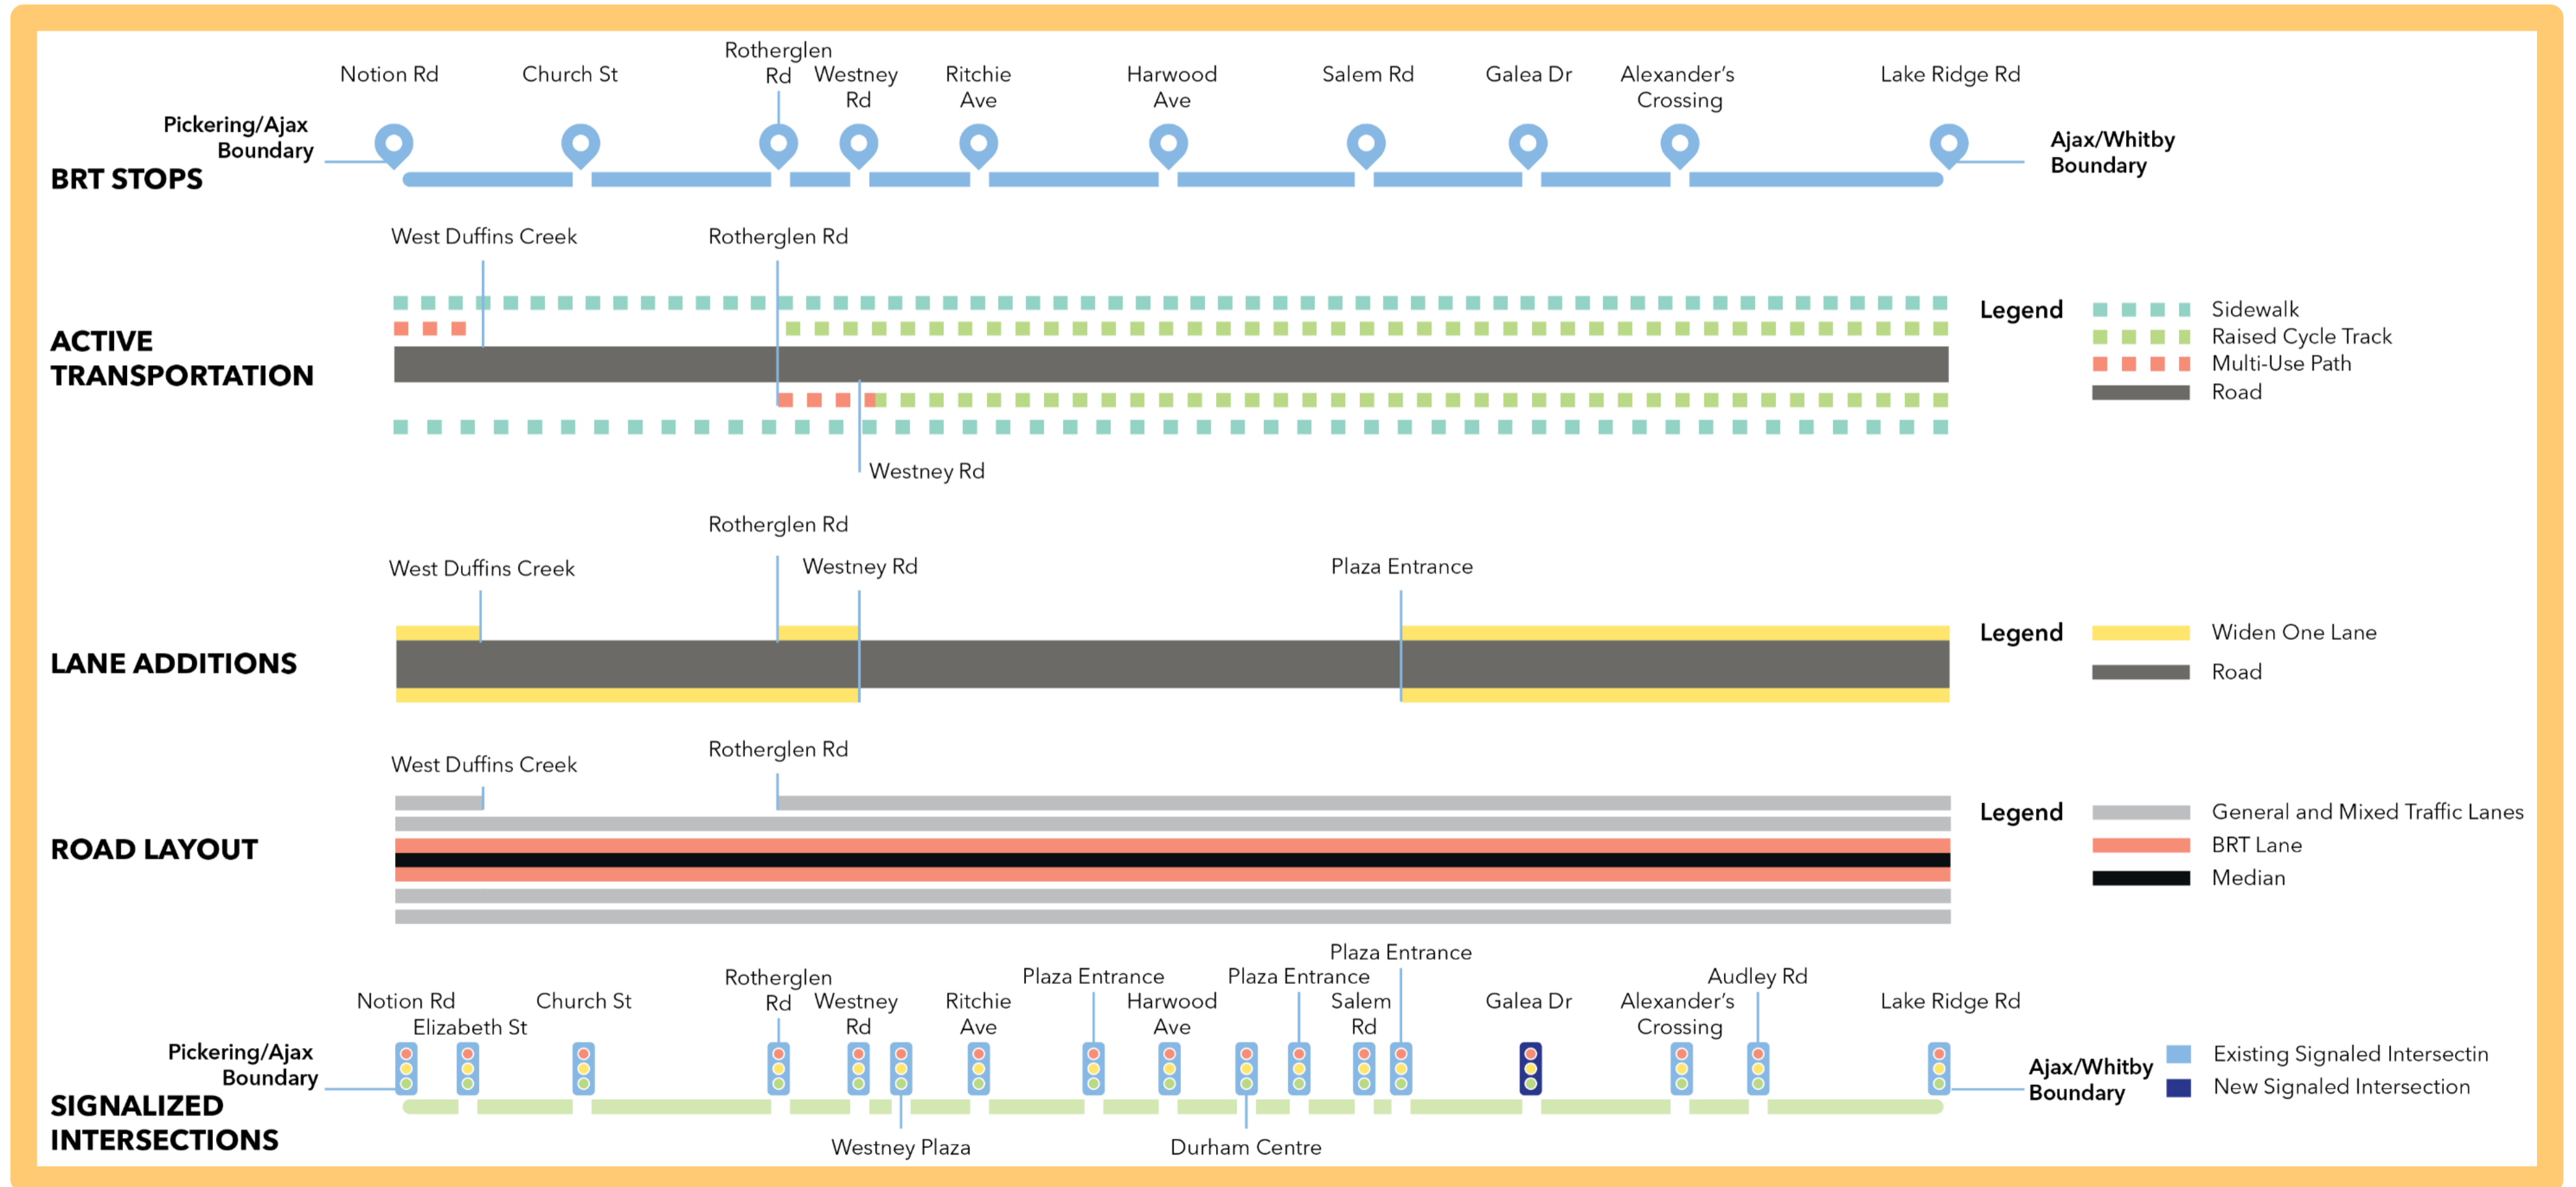 Notion Rd
Church St
Rotherglen
Rd
Westney
Rd
Ritchie
Ave
Harwood
Ave
Salem Rd
Galea Dr
Alexander's
Crossing
Lake Ridge Rd
Pickering/Ajax
Boundary
Ajax/Whitby
Boundary
BRT STOPS
West Duffins Creek
Rotherglen Rd
ACTIVE
TRANSPORTATION
Westney Rd
Legend
Sidewalk
Raised Cycle Track
Multi-Use Path
Road
Rotherglen Rd
West Duffins Creek
Westney Rd
Plaza Entrance
LANE ADDITIONS
Legend
Widen One Lane
Road
West Duffins Creek
Rotherglen Rd
ROAD LAYOUT
Legend
General and Mixed Traffic Lanes
BRT Lane
Median
Notion Rd
Elizabeth St
Church St
Rotherglen
Rd
Westney
Rd
Ritchie
Ave
Plaza Entrance
Harwood
Ave
Plaza Entrance
Salem
Rd
Plaza Entrance
Galea Dr
Alexander's
Crossing
Audley Rd
Lake Ridge Rd
Pickering/Ajax
Boundary
Ajax/Whitby
Boundary
Existing Signaled Intersectin
New Signaled Intersection
SIGNALIZED
INTERSECTIONS
Westney Plaza
Durham Centre